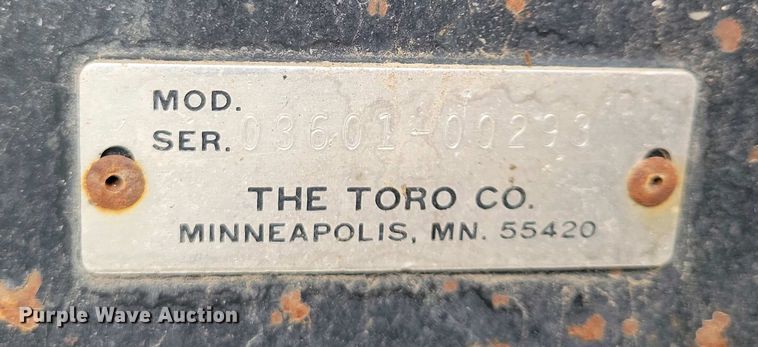 MOD.
SER. 03601-00293
THE TORO CO.
MINNEAPOLIS, MN. 55420
Purple Wave Auction